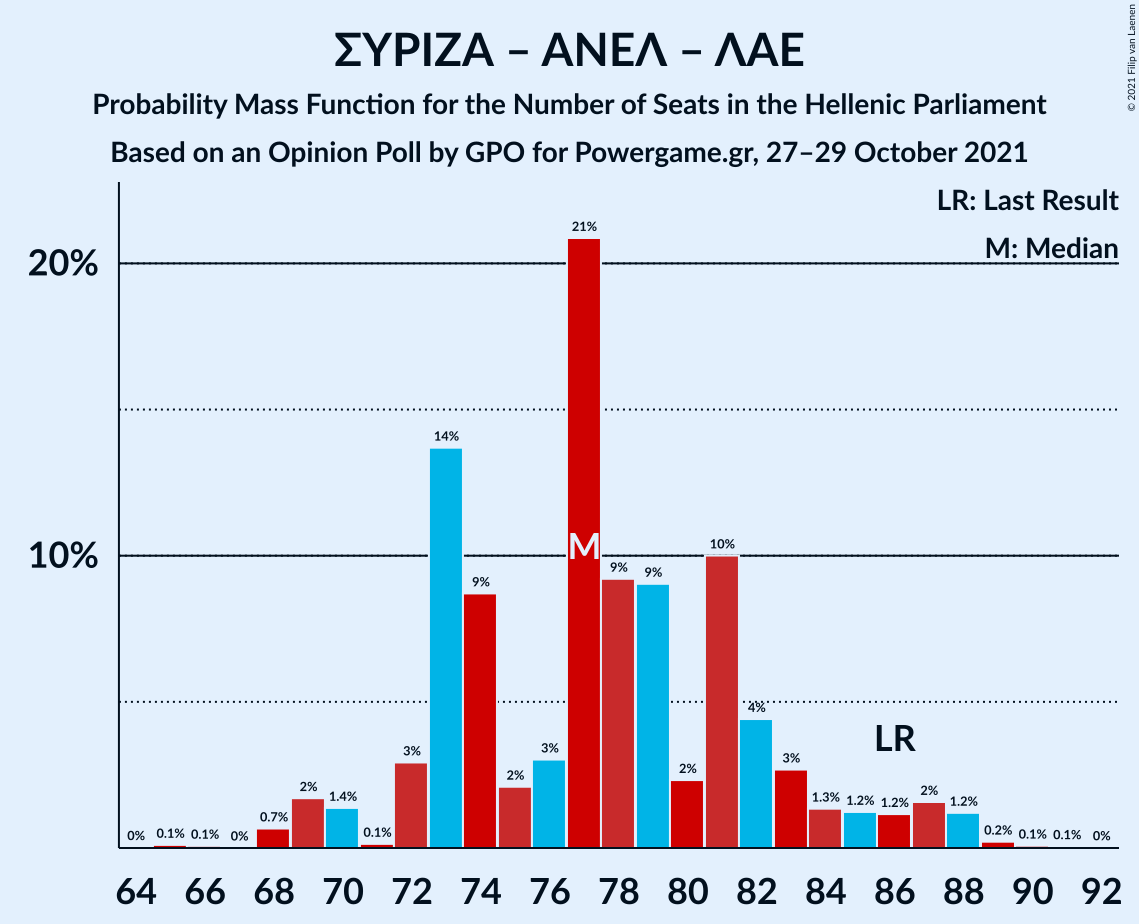 ΣΥΡΙΖΑ – ΑΝΕΛ – ΛΑΕ
Probability Mass Function for the Number of Seats in the Hellenic Parliament
Based on an Opinion Poll by GPO for Powergame.gr, 27–29 October 2021
© 2021 Filip van Laenen
LR: Last Result
M: Median
20%
10%
0% 0.1% 0.1% 0% 0.7% 2% 1.4% 0.1% 3% 14% 9% 2% 3% 21% 9% 9% 2% 10% 4% 3% 1.3% 1.2% 1.2% 2% 1.2% 0.2% 0.1% 0.1% 0%
M
LR
64 66 68 70 72 74 76 78 80 82 84 86 88 90 92